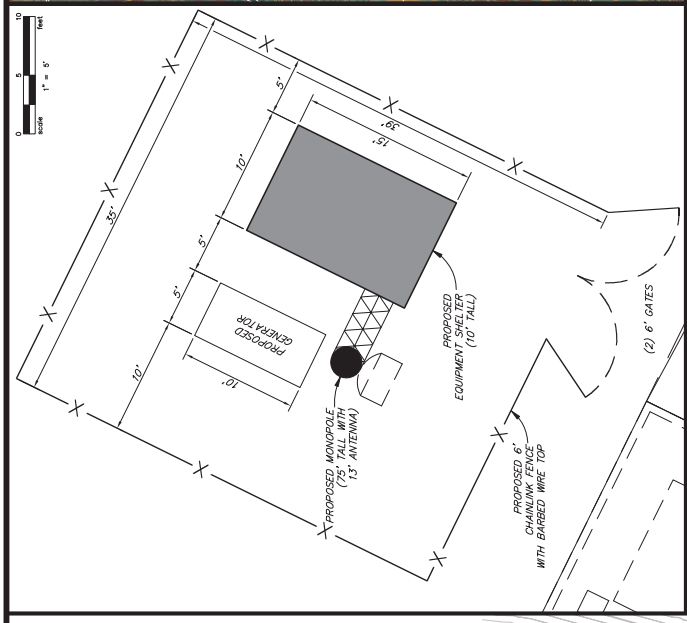 0
5
10
feet
scale
1" = 5'
35'
5'
10'
39'
15'
5'
5'
10'
10'
PROPOSED
GENERATOR
PROPOSED MONOPOLE
(75' TALL WITH
13' ANTENNA)
PROPOSED
EQUIPMENT SHELTER
(10' TALL)
(2) 6' GATES
PROPOSED 6'
CHAINLINK FENCE
WITH BARBED WIRE TOP